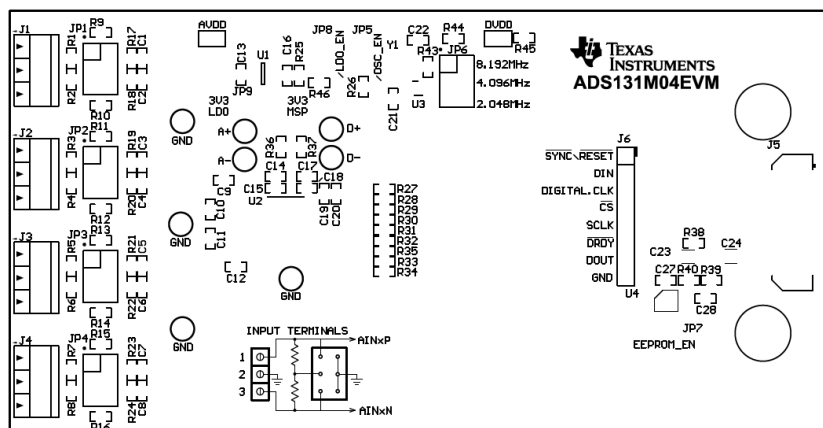 J1
JP1
R9
R17
C1
R1
R2
R18
C2
R10
J2
JP2
R11
R19
C3
R3
R4
R20
C4
R12
J3
JP3
R13
R21
C5
R5
R6
R22
C6
R14
J4
JP4
R15
R23
C7
R7
R8
R24
C8
R16
AVDD
C13
U1
C16
R25
JP8
LDO_EN
JP5
OSC_EN
Y1
C22
R44
DVDD
R45
R43
JP6
8.192MHz
4.096MHz
2.048MHz
JP9
3V3
LDO
3V3
MSP
R46
R26
C21
U3
GND
A+
A-
D+
D-
R36
R37
C14
C17
C18
C9
C15
U2
C10
C11
C19
C20
C12
GND
GND
GND
R27
R28
R29
R30
R31
R32
R35
R33
R34
INPUT TERMINALS
1
2
3
AINxP
AINxN
TEXAS
INSTRUMENTS
ADS131M04EVM
J6
J5
SYNC\RESET
DIN
DIGITAL.CLK
CS
SCLK
DRDY
DOUT
GND
U4
R38
C23
C24
C27
R40
R39
C28
JP7
EEPROM_EN